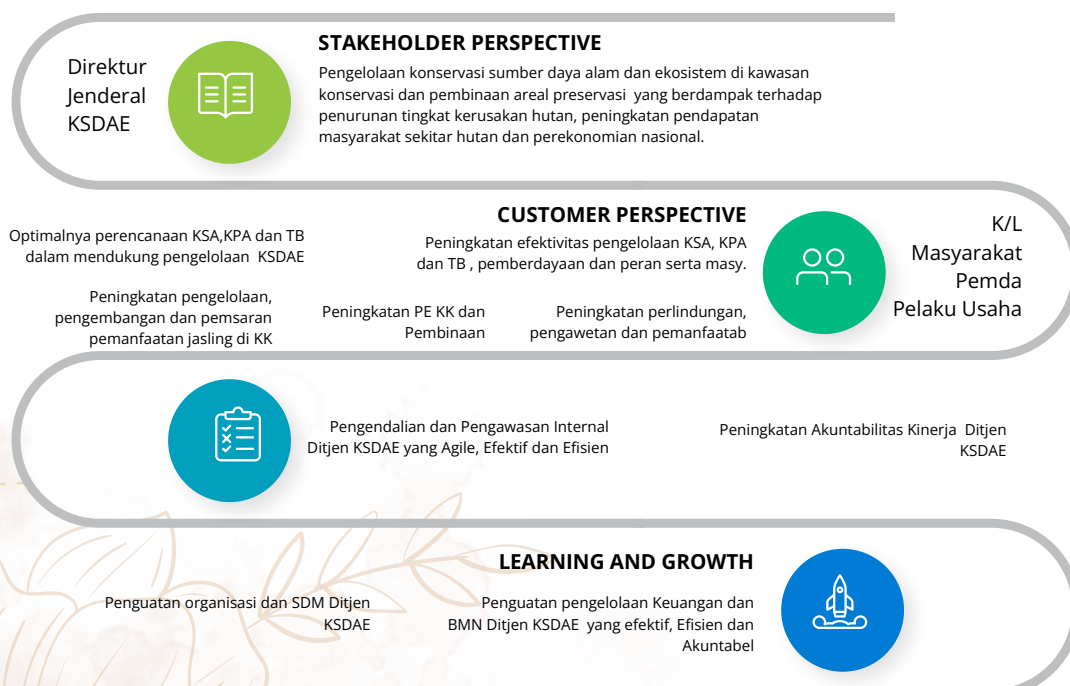 Direktur
Jenderal
KSDAE
STAKEHOLDER PERSPECTIVE
Pengelolaan konservasi sumber daya alam dan ekosistem di kawasan
konservasi dan pembinaan areal preservasi yang berdampak terhadap
penurunan tingkat kerusakan hutan, peningkatan pendapatan
masyarakat sekitar hutan dan perekonomian nasional.
CUSTOMER PERSPECTIVE
Peningkatan efektivitas pengelolaan KSA, KPA
dan TB , pemberdayaan dan peran serta masy.
K/L
Masyarakat
Pemda
Pelaku Usaha
Optimalnya perencanaan KSA,KPA dan TB
dalam mendukung pengelolaan KSDAE
Peningkatan pengelolaan,
pengembangan dan pemsaran
pemanfaatan jasling di KK
Peningkatan PE KK dan
Pembinaan
Peningkatan perlindungan,
pengawetan dan pemanfaatab
Pengendalian dan Pengawasan Internal
Ditjen KSDAE yang Agile, Efektif dan Efisien
Peningkatan Akuntabilitas Kinerja Ditjen
KSDAE
LEARNING AND GROWTH
Penguatan organisasi dan SDM Ditjen
KSDAE
Penguatan pengelolaan Keuangan dan
BMN Ditjen KSDAE yang efektif, Efisien dan
Akuntabel